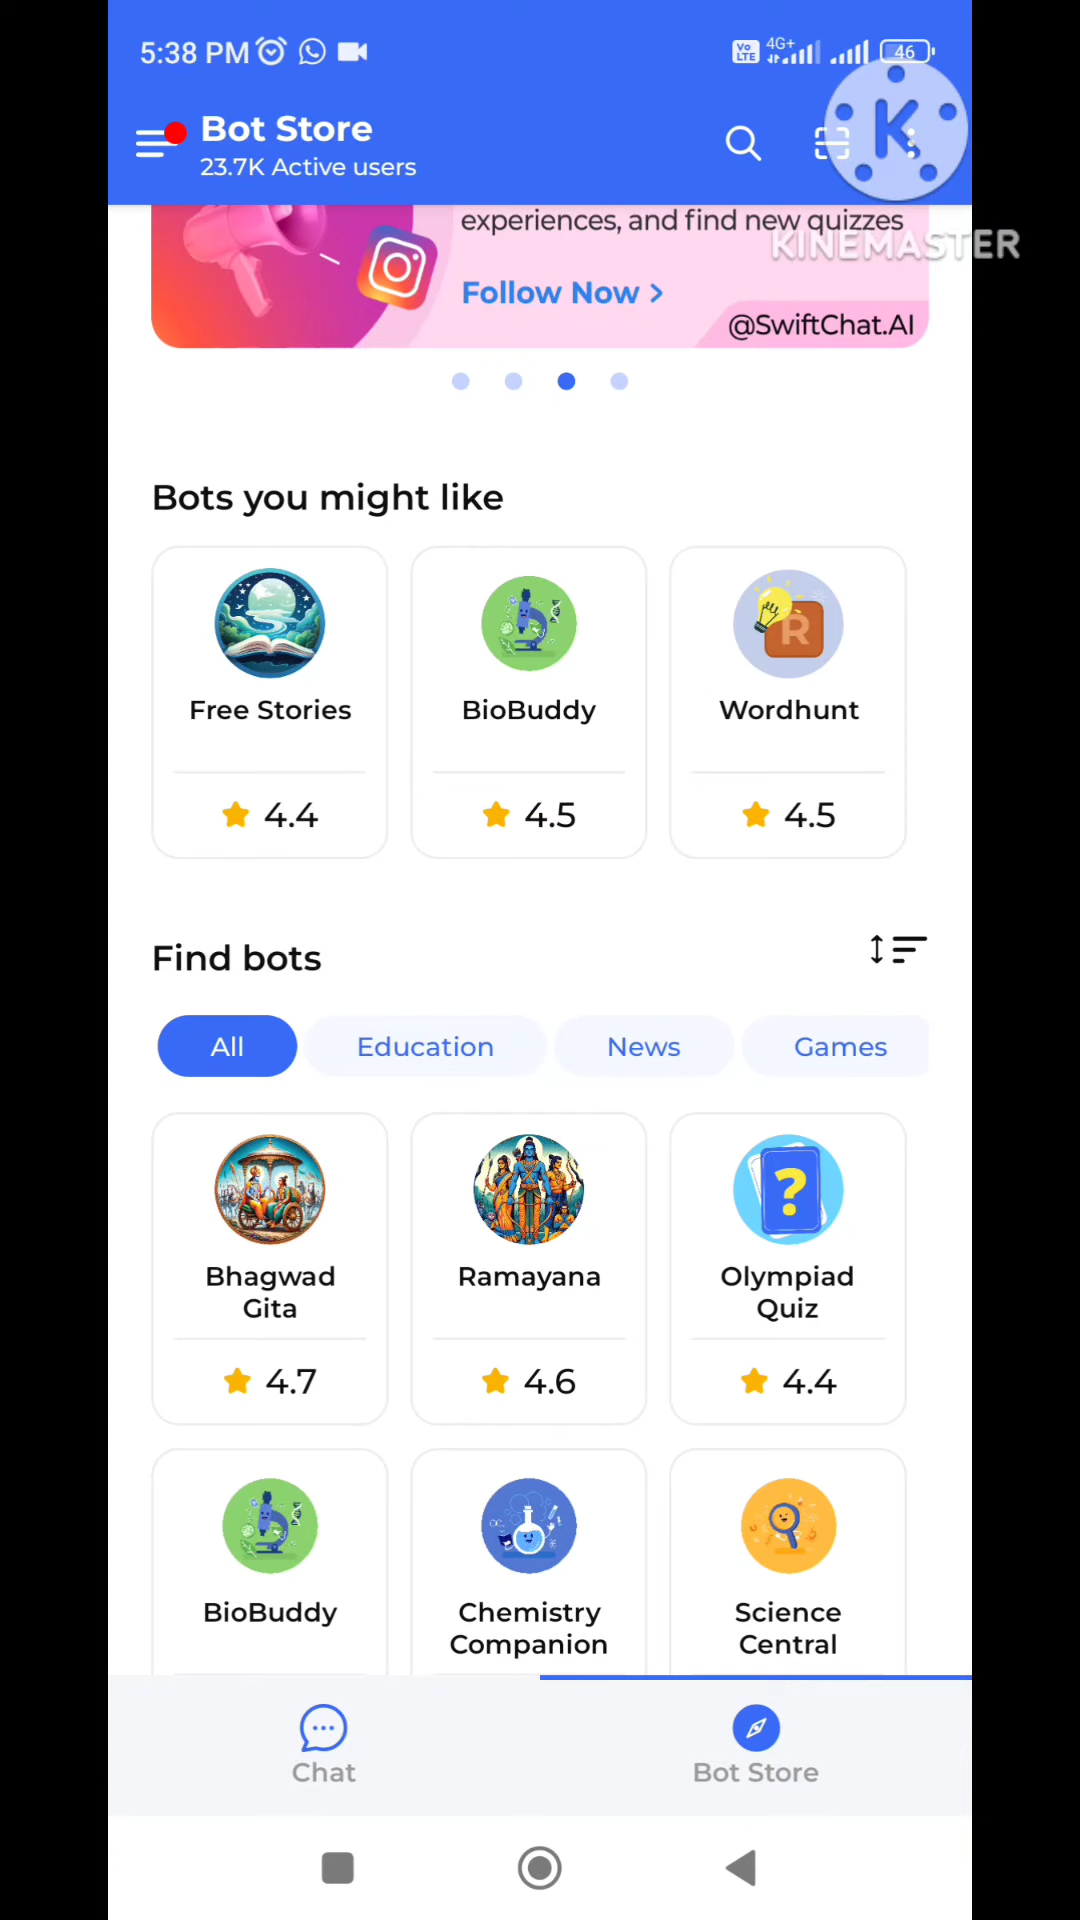 5:38 PM
Vo LTE 4G+ 46
Bot Store
23.7K Active users
K
KINEMASTER
experiences, and find new quizzes
Follow Now >
@SwiftChat.AI
Bots you might like
R
Free Stories BioBuddy Wordhunt
4.4 4.5 4.5
Find bots
All Education News Games
?
Bhagwad Gita Ramayana Olympiad Quiz
4.7 4.6 4.4
BioBuddy Chemistry Companion Science Central
Chat Bot Store